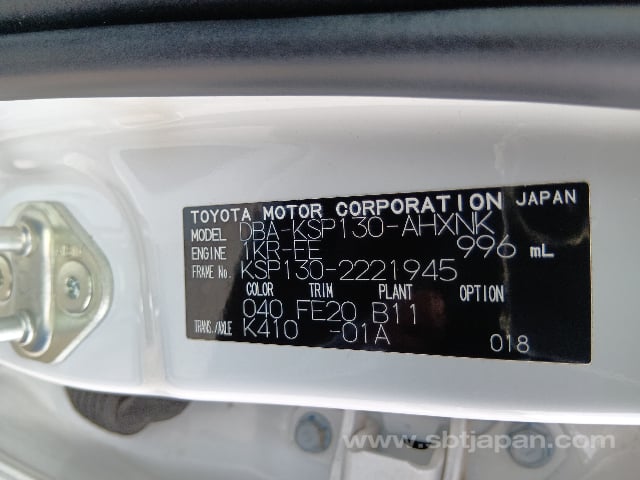 TOYOTA MOTOR CORPORATION JAPAN
MODEL DBA-KSP130-AHXNK
ENGINE 1KR-FE 996 mL
FRAME No. KSP130-2221945
COLOR TRIM PLANT OPTION
040 FE20 B11
TRANS./AXLE K410 -01A 018
www.sbtjapan.com